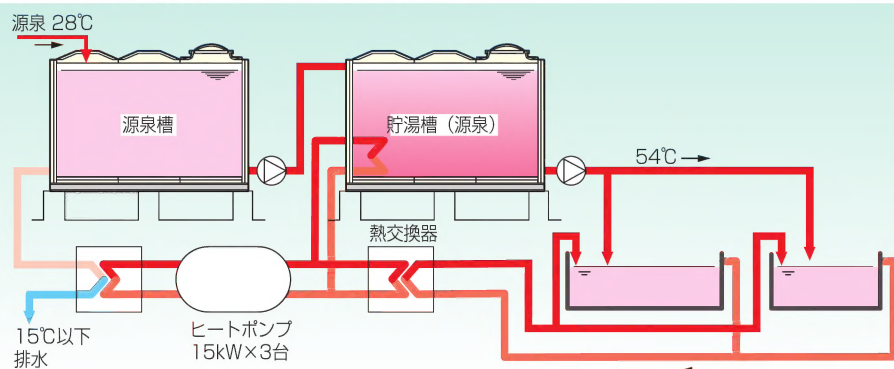 源泉 28℃
源泉槽
貯湯槽（源泉）
54℃
熱交換器
ヒートポンプ
15kW×3台
15℃以下
排水